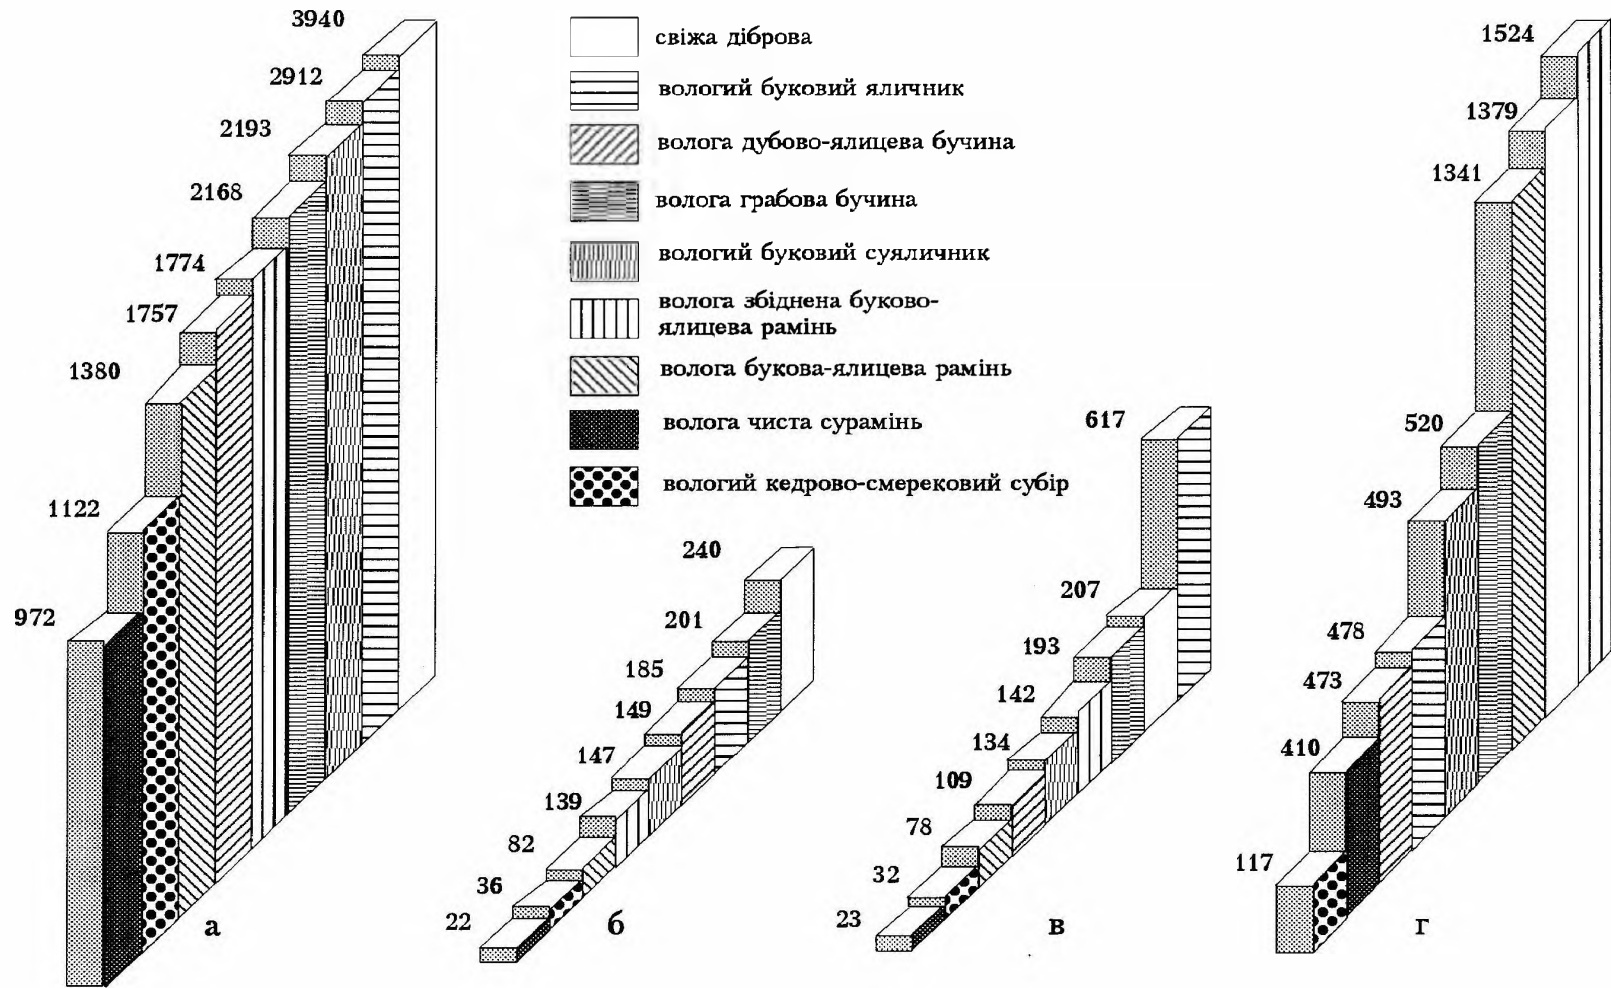 3940
2912
2193
2168
1774
1757
1380
1122
972
а
свіжа діброва
вологий буковий яличник
волога дубово-ялицева бучина
волога грабова бучина
вологий буковий суяличник
волога збіднена буково-
ялицева рамінь
волога букова-ялицева рамінь
волога чиста сурамінь
вологий кедрово-смерековий субір
240
201
185
149
147
139
82
36
22
б
617
207
193
142
134
109
78
32
23
в
1524
1379
1341
520
493
478
473
410
117
г